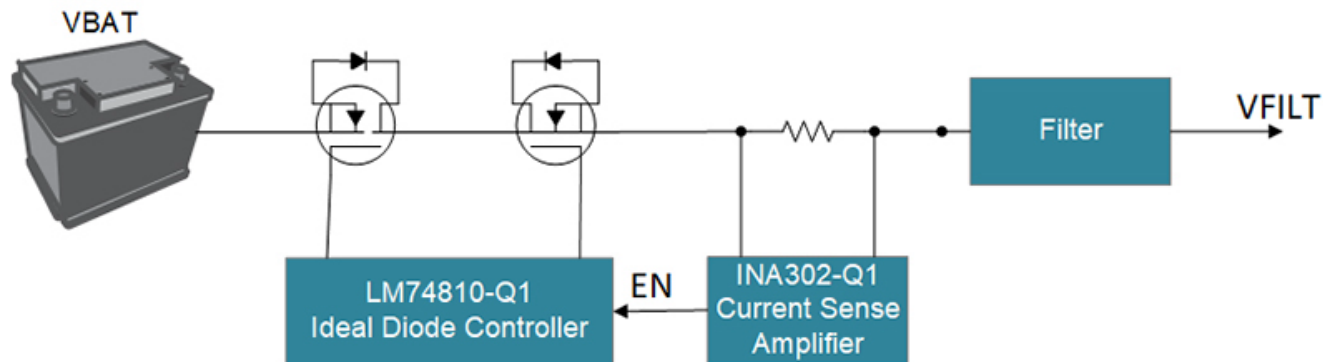 VBAT
VFILT
Filter
EN
LM74810-Q1
Ideal Diode Controller
INA302-Q1
Current Sense
Amplifier